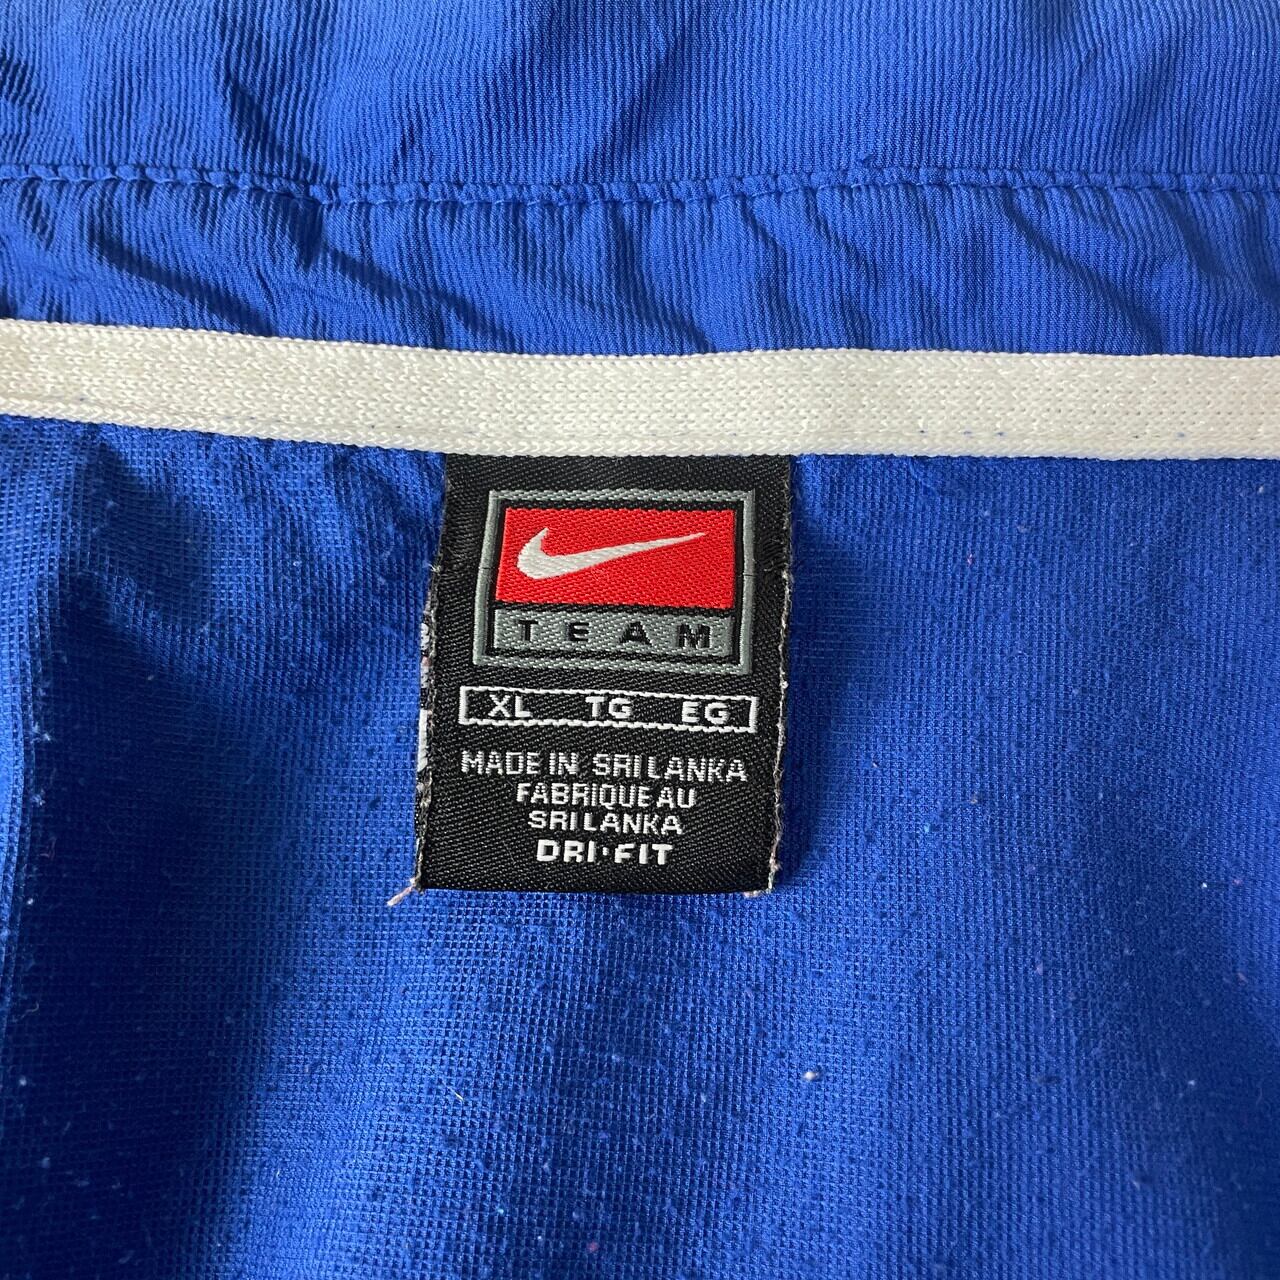 TEAM
XL TG EG
MADE IN SRI LANKA
FABRIQUE AU
SRI LANKA
DRI·FIT